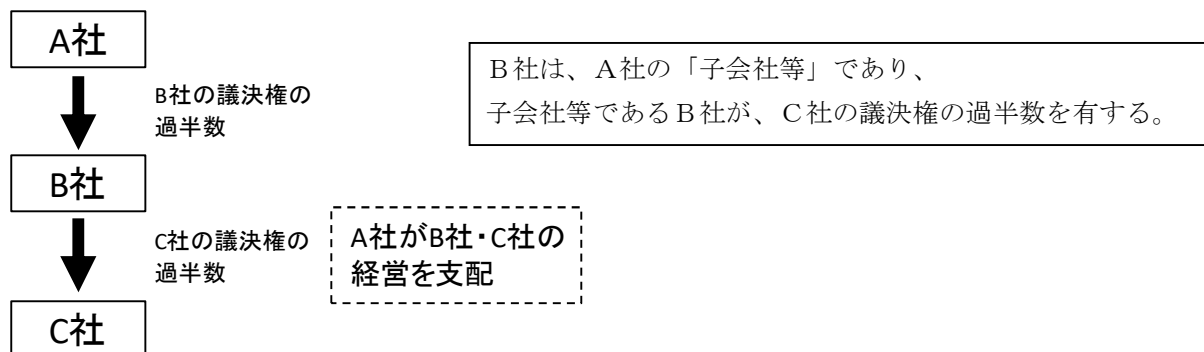 A社
B社の議決権の
過半数
B社は、A社の「子会社等」であり、
子会社等であるB社が、C社の議決権の過半数を有する。
B社
C社の議決権の
過半数
A社がB社・C社の
経営を支配
C社